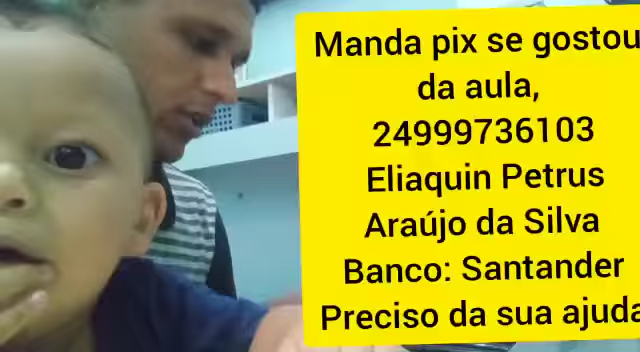 Manda pix se gostou
da aula,
24999736103
Eliaquin Petrus
Araújo da Silva
Banco: Santander
Preciso da sua ajuda